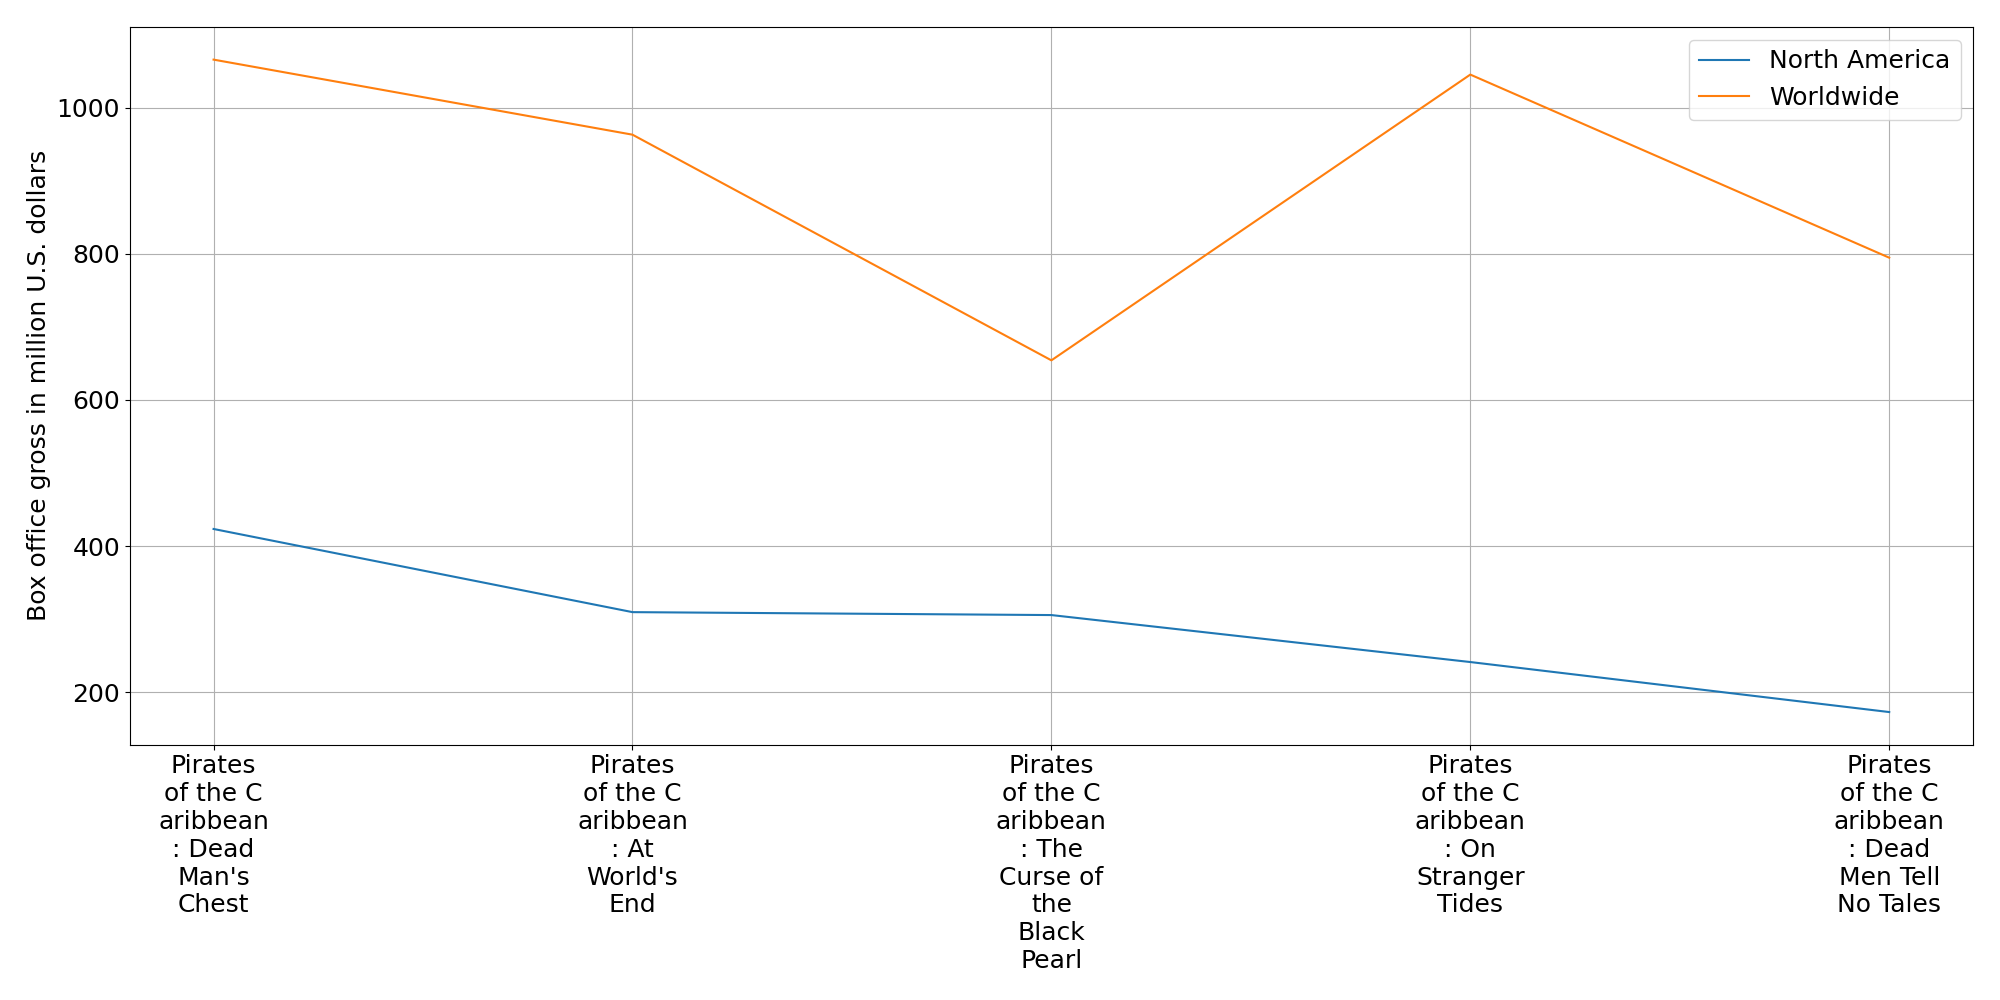 North America
Worldwide
Box office gross in million U.S. dollars
1000
800
600
400
200
Pirates
of the C
aribbean
: Dead
Man's
Chest
Pirates
of the C
aribbean
: At
World's
End
Pirates
of the C
aribbean
: The
Curse of
the
Black
Pearl
Pirates
of the C
aribbean
: On
Stranger
Tides
Pirates
of the C
aribbean
: Dead
Men Tell
No Tales